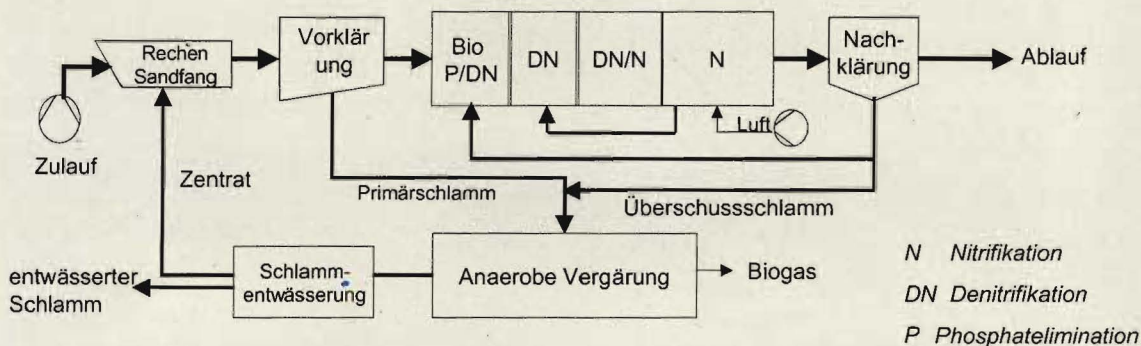 Rechen
Sandfang
Vorklär
ung
Bio
P/DN
DN
DN/N
N
Nach-
klärung
Ablauf
Luft
Zulauf
Zentrat
Primärschlamm
Überschussschlamm
entwässerter
Schlamm
Schlamm-
entwässerung
Anaerobe Vergärung
Biogas
N Nitrifikation
DN Denitrifikation
P Phosphatelimination